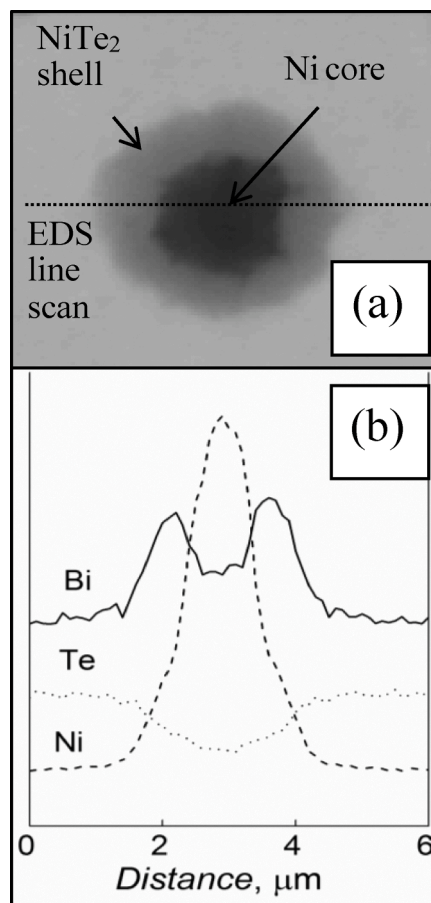 NiTe₂
shell
Ni core
EDS
line
scan
(a)
(b)
Bi
Te
Ni
0 2 4 6
Distance, μm